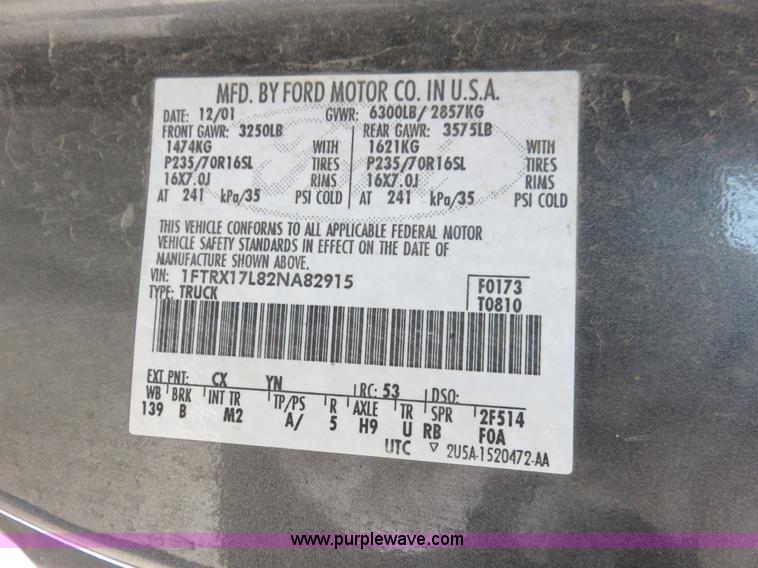 MFD. BY FORD MOTOR CO. IN U.S.A.
DATE: 12/01 GVWR: 6300LB/ 2857KG
FRONT GAWR: 3250LB REAR GAWR: 3575LB
1474KG WITH 1621KG WITH
P235/70R16SL TIRES P235/70R16SL TIRES
16X7.0J RIMS 16X7.0J RIMS
AT 241 kPa/35 PSI COLD AT 241 kPa/35 PSI COLD
THIS VEHICLE CONFORMS TO ALL APPLICABLE FEDERAL MOTOR
VEHICLE SAFETY STANDARDS IN EFFECT ON THE DATE OF
MANUFACTURE SHOWN ABOVE.
VIN: 1FTRX17L82NA82915 F0173
TYPE: TRUCK T0810
EXT PNT: CX YN RC: 53 DSO:
WB BRK INT TR TP/PS R AXLE TR SPR 2F514
139 B M2 A/ 5 H9 U RB F0A
UTC ▽ 2U5A-1520472-AA
www.purplewave.com